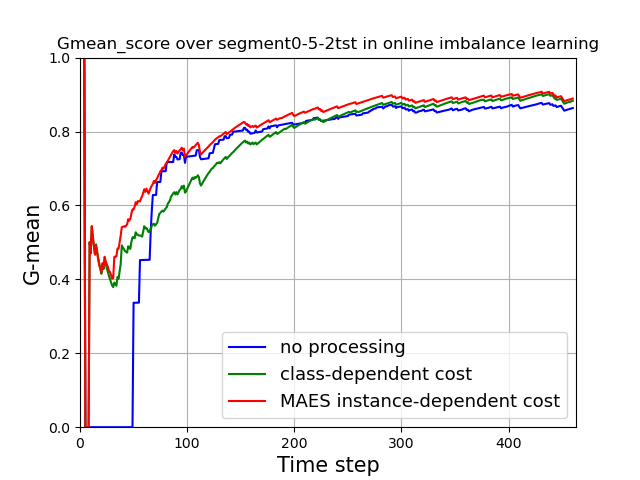 Gmean_score over segment0-5-2tst in online imbalance learning
1.0
0.8
0.6
0.4
0.2
0.0
G-mean
0 100 200 300 400
Time step
no processing
class-dependent cost
MAES instance-dependent cost